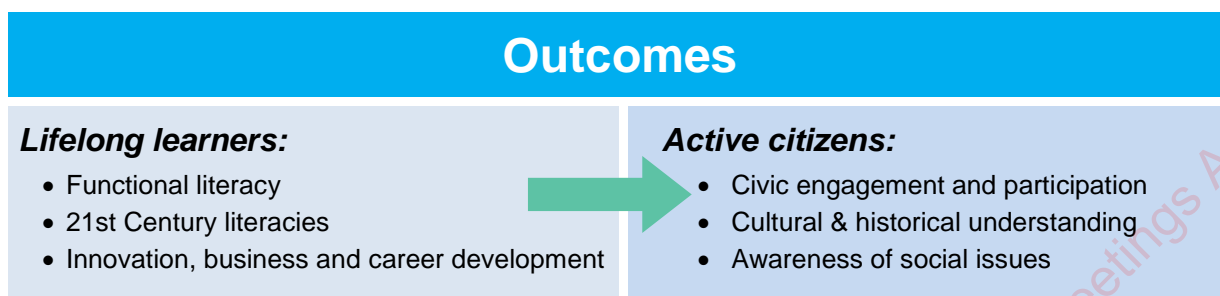 Outcomes
Lifelong learners:
• Functional literacy
• 21st Century literacies
• Innovation, business and career development
Active citizens:
• Civic engagement and participation
• Cultural & historical understanding
• Awareness of social issues